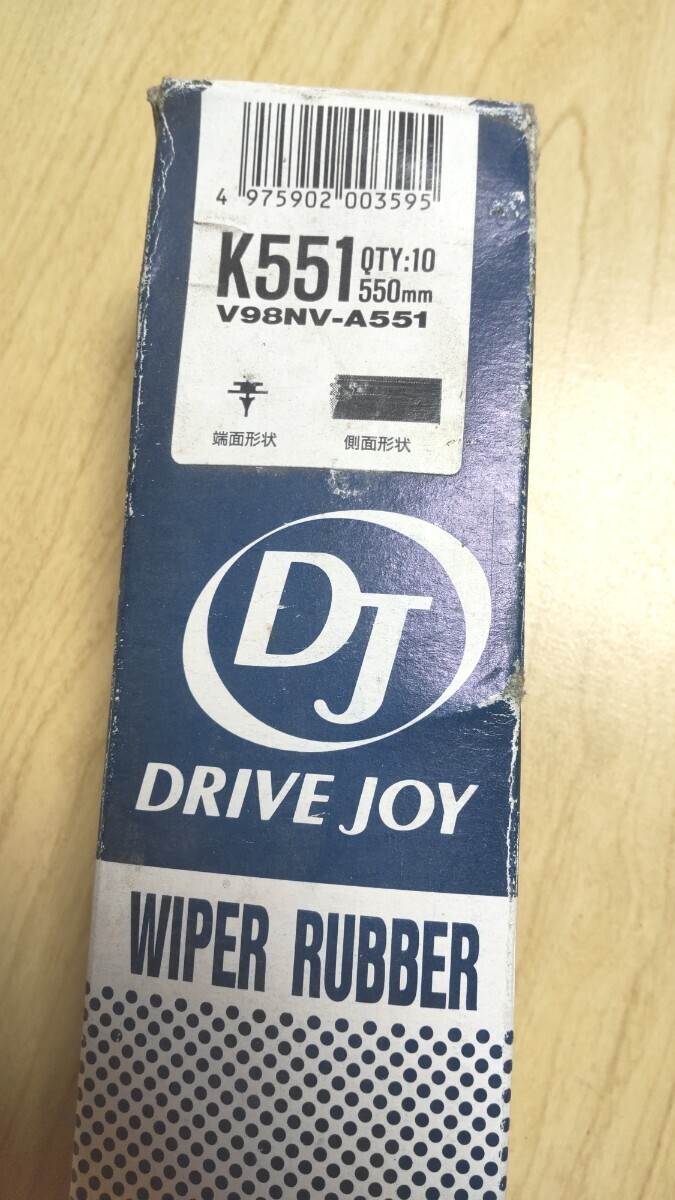 4 975902 003595
K551 QTY:10
550mm
V98NV-A551
端面形状 側面形状
DJ
DRIVE JOY
WIPER RUBBER